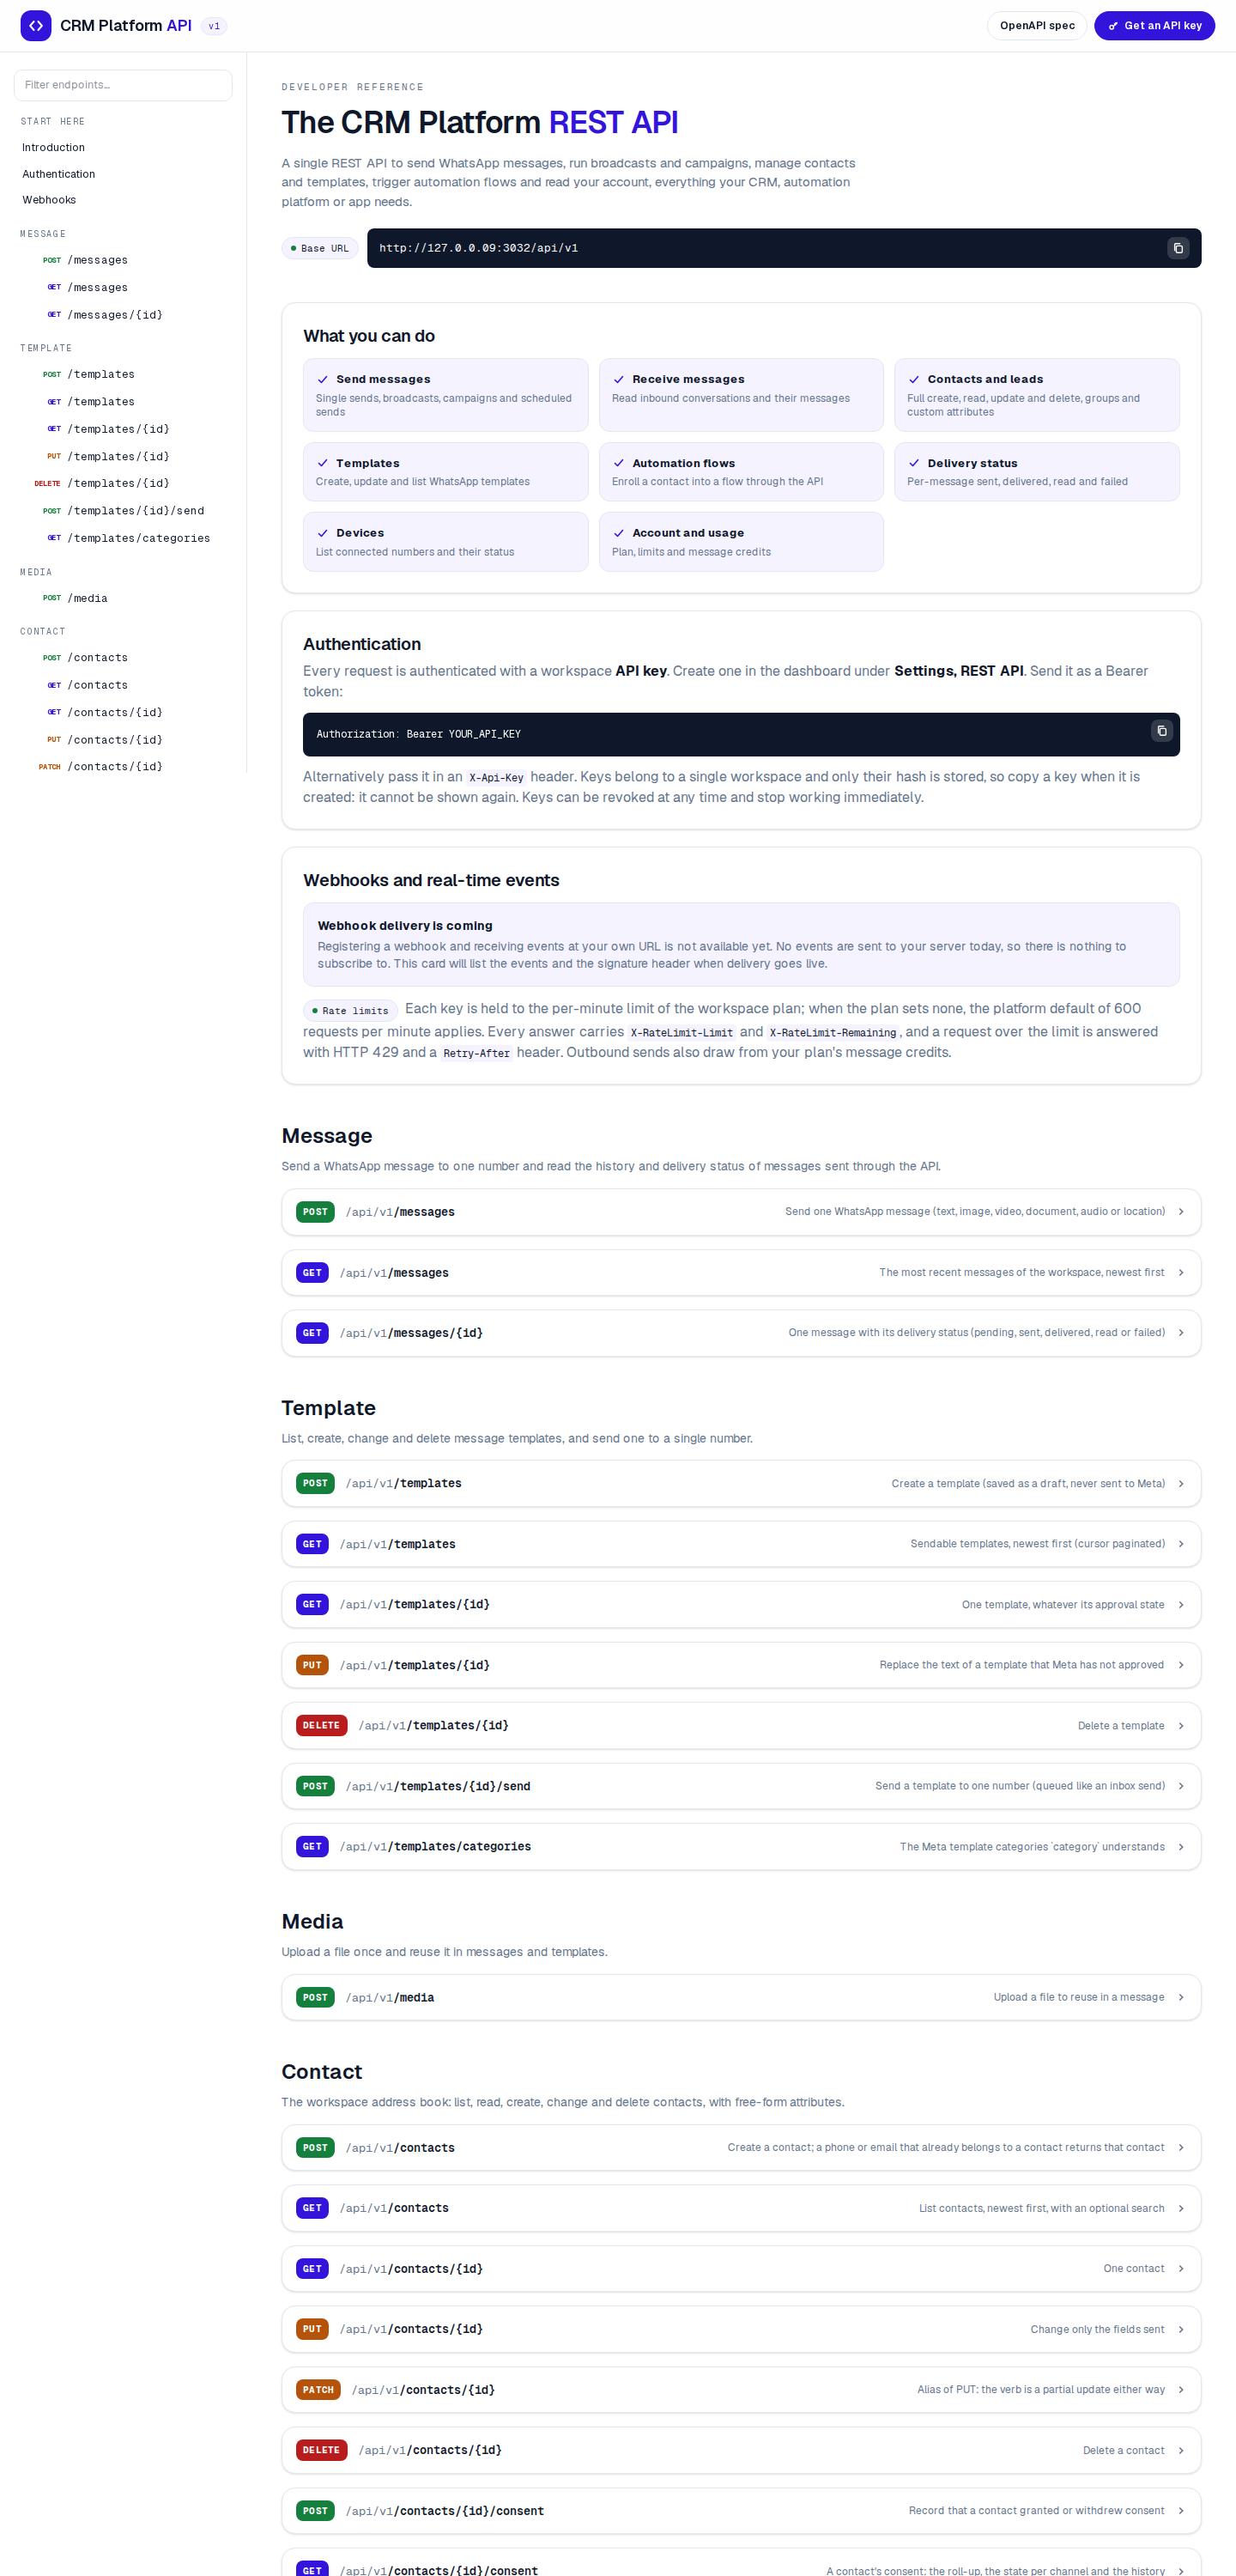 CRM Platform API v1
OpenAPI spec
Get an API key
Filter endpoints…
START HERE
Introduction
Authentication
Webhooks
MESSAGE
POST /messages
GET /messages
GET /messages/{id}
TEMPLATE
POST /templates
GET /templates
GET /templates/{id}
PUT /templates/{id}
DELETE /templates/{id}
POST /templates/{id}/send
GET /templates/categories
MEDIA
POST /media
CONTACT
POST /contacts
GET /contacts
GET /contacts/{id}
PUT /contacts/{id}
PATCH /contacts/{id}
DEVELOPER REFERENCE
The CRM Platform REST API
A single REST API to send WhatsApp messages, run broadcasts and campaigns, manage contacts
and templates, trigger automation flows and read your account, everything your CRM, automation
platform or app needs.
Base URL
http://127.0.0.09:3032/api/v1
What you can do
Send messages
Single sends, broadcasts, campaigns and scheduled
sends
Receive messages
Read inbound conversations and their messages
Contacts and leads
Full create, read, update and delete, groups and
custom attributes
Templates
Create, update and list WhatsApp templates
Automation flows
Enroll a contact into a flow through the API
Delivery status
Per-message sent, delivered, read and failed
Devices
List connected numbers and their status
Account and usage
Plan, limits and message credits
Authentication
Every request is authenticated with a workspace API key. Create one in the dashboard under Settings, REST API. Send it as a Bearer
token:
Authorization: Bearer YOUR_API_KEY
Alternatively pass it in an X-Api-Key header. Keys belong to a single workspace and only their hash is stored, so copy a key when it is
created: it cannot be shown again. Keys can be revoked at any time and stop working immediately.
Webhooks and real-time events
Webhook delivery is coming
Registering a webhook and receiving events at your own URL is not available yet. No events are sent to your server today, so there is nothing to
subscribe to. This card will list the events and the signature header when delivery goes live.
Rate limits Each key is held to the per-minute limit of the workspace plan; when the plan sets none, the platform default of 600
requests per minute applies. Every answer carries X-RateLimit-Limit and X-RateLimit-Remaining, and a request over the limit is answered
with HTTP 429 and a Retry-After header. Outbound sends also draw from your plan's message credits.
Message
Send a WhatsApp message to one number and read the history and delivery status of messages sent through the API.
POST /api/v1/messages Send one WhatsApp message (text, image, video, document, audio or location)
GET /api/v1/messages The most recent messages of the workspace, newest first
GET /api/v1/messages/{id} One message with its delivery status (pending, sent, delivered, read or failed)
Template
List, create, change and delete message templates, and send one to a single number.
POST /api/v1/templates Create a template (saved as a draft, never sent to Meta)
GET /api/v1/templates Sendable templates, newest first (cursor paginated)
GET /api/v1/templates/{id} One template, whatever its approval state
PUT /api/v1/templates/{id} Replace the text of a template that Meta has not approved
DELETE /api/v1/templates/{id} Delete a template
POST /api/v1/templates/{id}/send Send a template to one number (queued like an inbox send)
GET /api/v1/templates/categories The Meta template categories `category` understands
Media
Upload a file once and reuse it in messages and templates.
POST /api/v1/media Upload a file to reuse in a message
Contact
The workspace address book: list, read, create, change and delete contacts, with free-form attributes.
POST /api/v1/contacts Create a contact; a phone or email that already belongs to a contact returns that contact
GET /api/v1/contacts List contacts, newest first, with an optional search
GET /api/v1/contacts/{id} One contact
PUT /api/v1/contacts/{id} Change only the fields sent
PATCH /api/v1/contacts/{id} Alias of PUT: the verb is a partial update either way
DELETE /api/v1/contacts/{id} Delete a contact
POST /api/v1/contacts/{id}/consent Record that a contact granted or withdrew consent
GET /api/v1/contacts/{id}/consent A contact's consent: the roll-up, the state per channel and the history